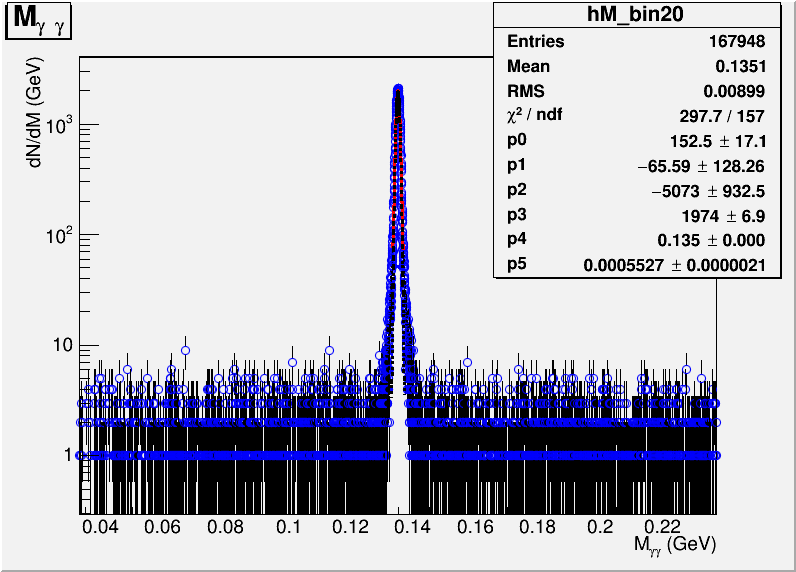 Mγ γ
hM_bin20
Entries 167948
Mean 0.1351
RMS 0.00899
χ² / ndf 297.7 / 157
p0 152.5 ± 17.1
p1 −65.59 ± 128.26
p2 −5073 ± 932.5
p3 1974 ± 6.9
p4 0.135 ± 0.000
p5 0.0005527 ± 0.0000021
dN/dM (GeV)
10³
10²
10
1
0.04 0.06 0.08 0.1 0.12 0.14 0.16 0.18 0.2 0.22
Mγγ (GeV)